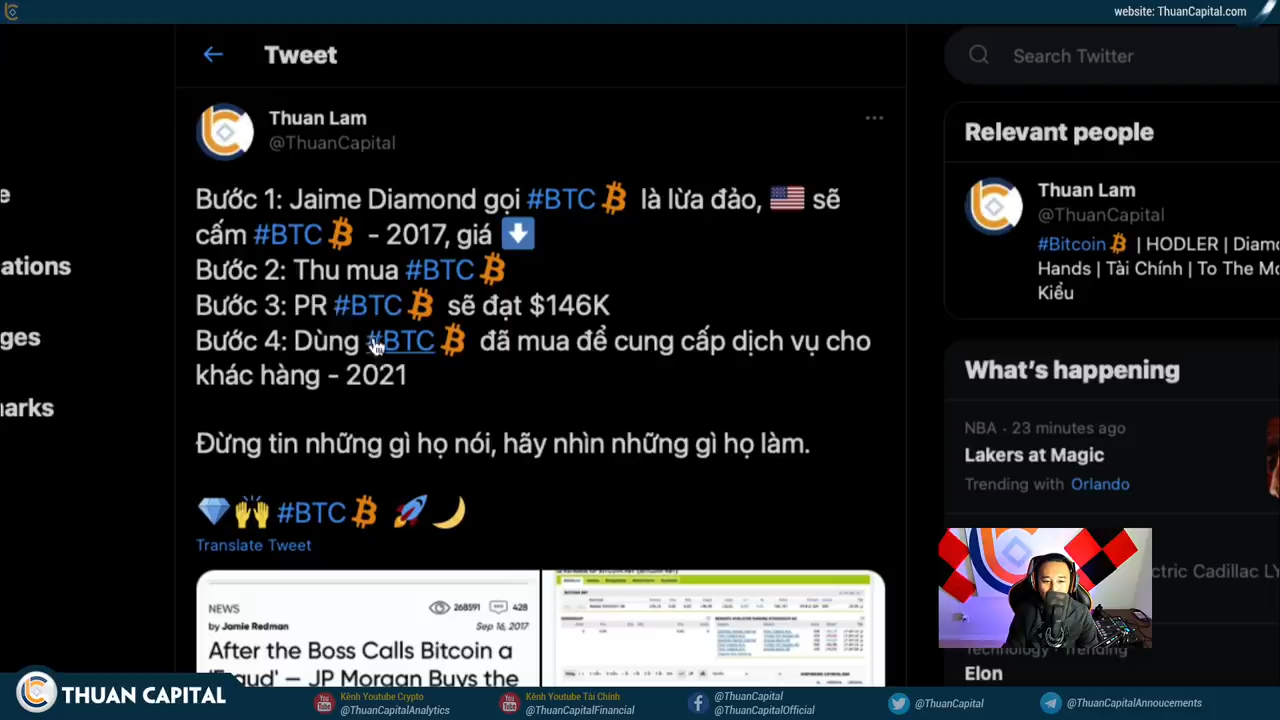 website: ThuanCapital.com
Tweet
Search Twitter
Thuan Lam
@ThuanCapital
Bước 1: Jaime Diamond gọi #BTC là lừa đảo, sẽ
cấm #BTC - 2017, giá
Bước 2: Thu mua #BTC
Bước 3: PR #BTC sẽ đạt $146K
Bước 4: Dùng #BTC đã mua để cung cấp dịch vụ cho
khác hàng - 2021
Đừng tin những gì họ nói, hãy nhìn những gì họ làm.
#BTC
Translate Tweet
NEWS
268591
428
by Jamie Redman
Sep 16, 2017
After the Boss Calls Bitcoin a
'Fraud' — JP Morgan Buys the
e
ations
ges
arks
Relevant people
Thuan Lam
@ThuanCapital
#Bitcoin | HODLER | Diamo
Hands | Tài Chính | To The Mo
Kiều
What's happening
NBA · 23 minutes ago
Lakers at Magic
Trending with Orlando
ctric Cadillac LY
Technology · Trending
Elon
THUAN CAPITAL
Kênh Youtube Crypto
@ThuanCapitalAnalytics
Kênh Youtube Tài Chính
@ThuanCapitalFinancial
@ThuanCapital
@ThuanCapitalOfficial
@ThuanCapital
@ThuanCapitalAnnoucements